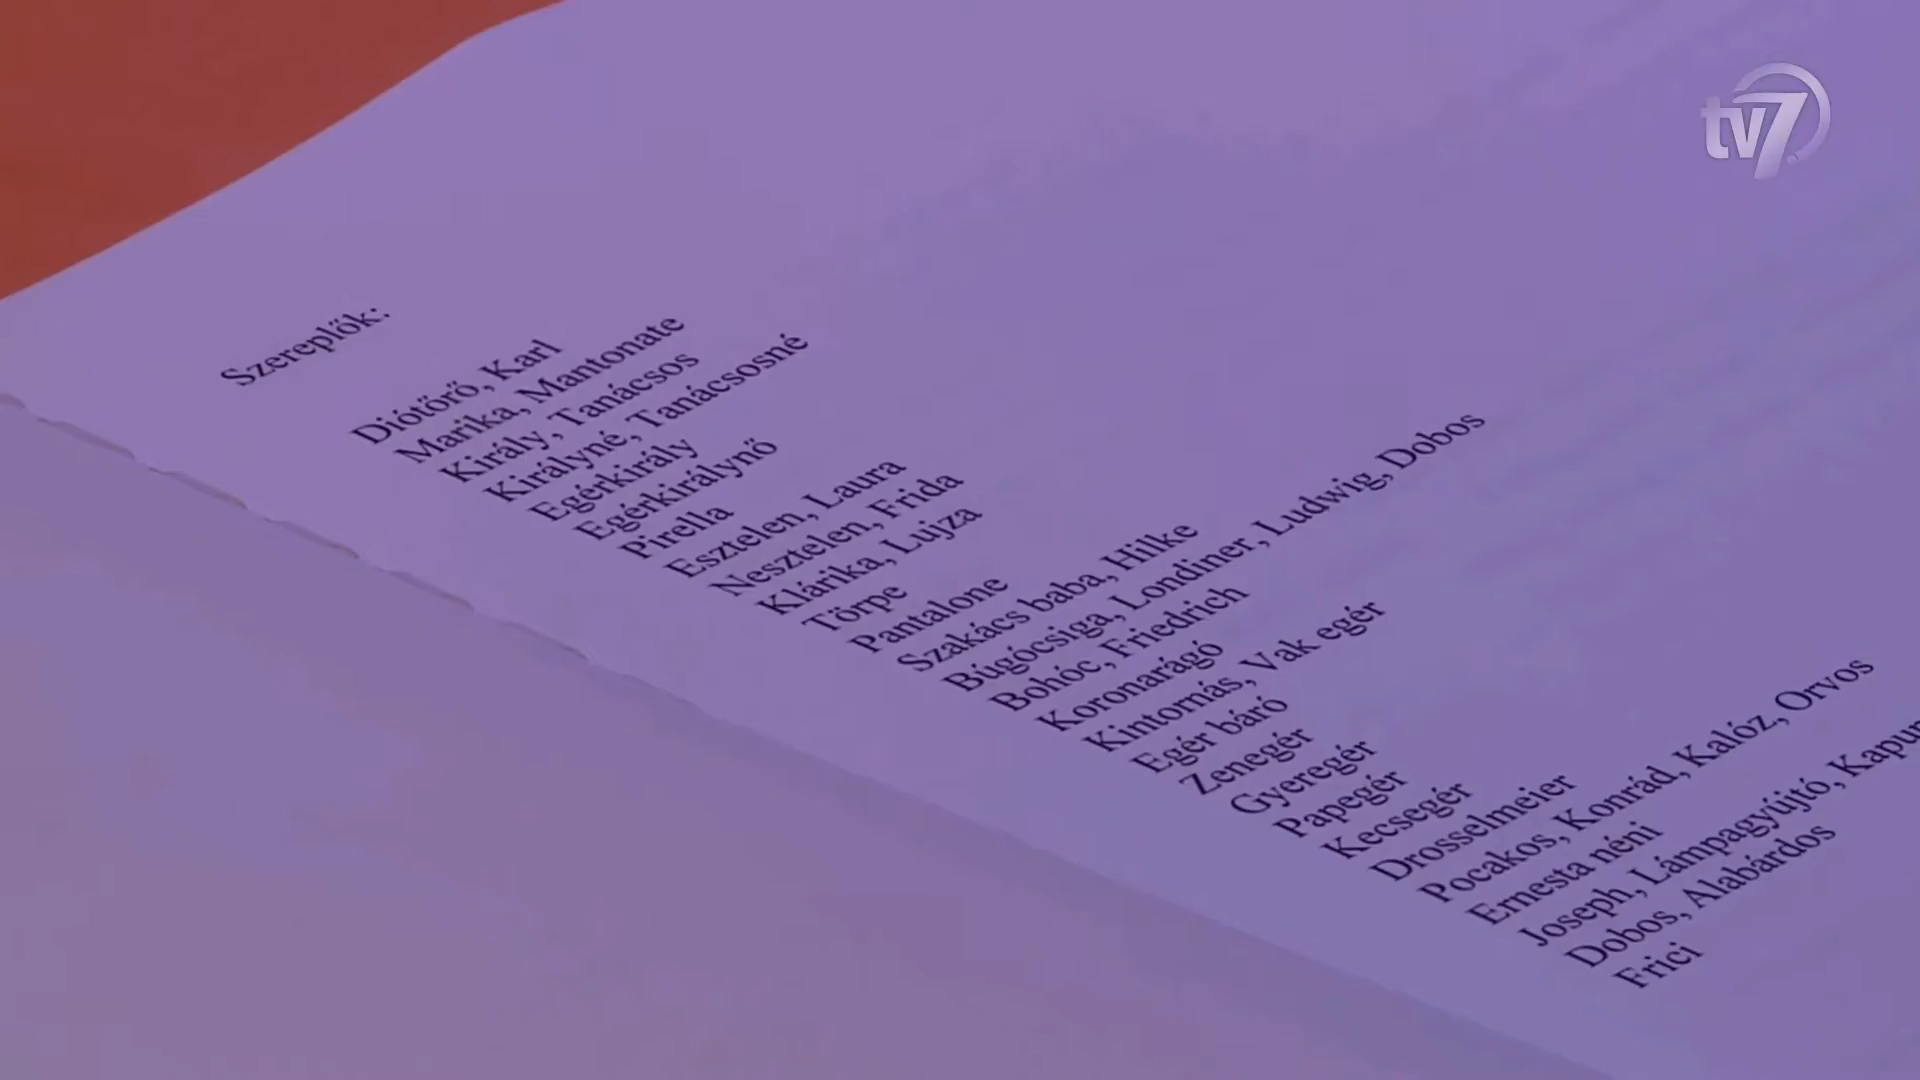 tv7
Szereplők:
Diótörő, Karl
Marika, Mantonate
Király, Tanácsos
Királyné, Tanácsosné
Egérkirály
Egérkirálynő
Pirella
Esztelen, Laura
Nesztelen, Frida
Klárika, Lujza
Törpe
Pantalone
Szakács baba, Hilke
Búgócsiga, Londiner, Ludwig, Dobos
Bohóc, Friedrich
Koronarágó
Kintornás, Vak egér
Egér báró
Zenegér
Gyeregér
Papegér
Kecsegér
Drosselmeier
Pocakos, Konrád, Kalóz, Orvos
Ernesta néni
Joseph, Lámpagyújtó,
Dobos, Alabárdos
Frici